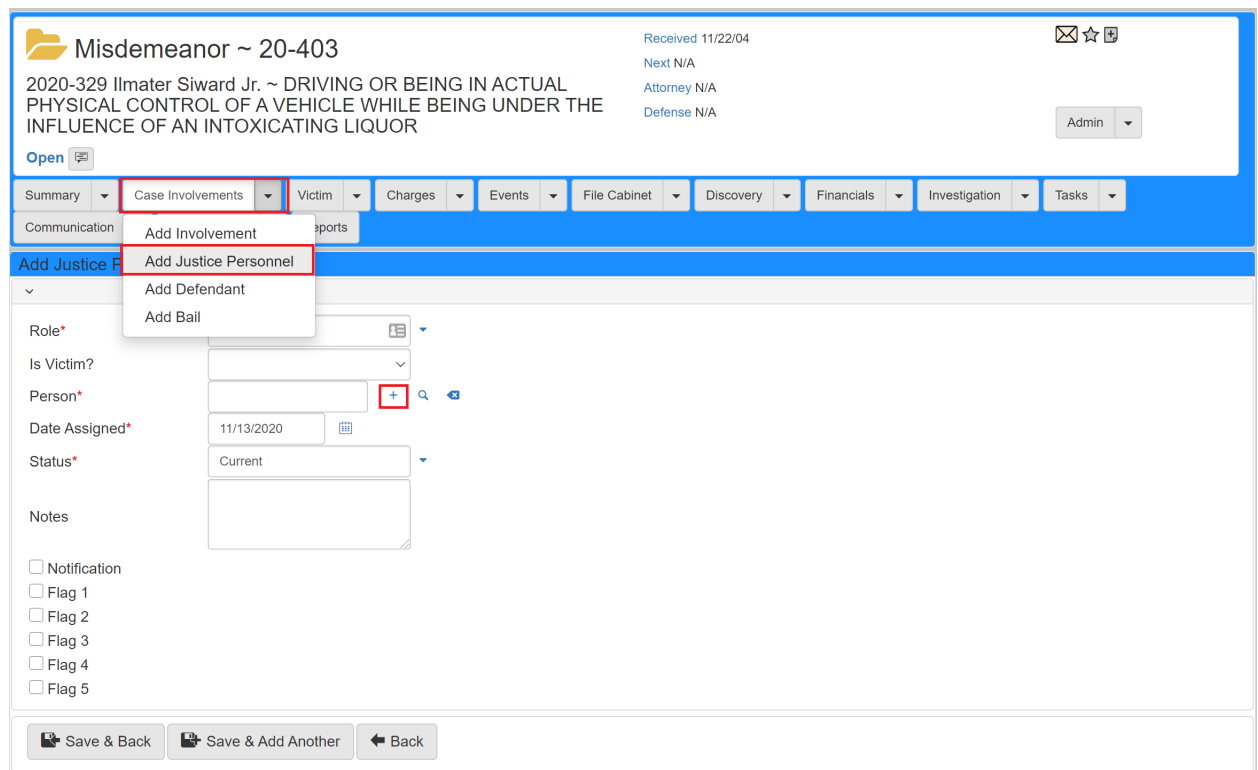 Misdemeanor ~ 20-403
2020-329 Ilmater Siward Jr. ~ DRIVING OR BEING IN ACTUAL
PHYSICAL CONTROL OF A VEHICLE WHILE BEING UNDER THE
INFLUENCE OF AN INTOXICATING LIQUOR
Open
Received 11/22/04
Next N/A
Attorney N/A
Defense N/A
Admin
Summary Case Involvements Victim Charges Events File Cabinet Discovery Financials Investigation Tasks
Communication
Add Involvement
Add Justice Personnel
Add Defendant
Add Bail
Add Justice
Role*
Is Victim?
Person*
Date Assigned* 11/13/2020
Status* Current
Notes
Notification
Flag 1
Flag 2
Flag 3
Flag 4
Flag 5
Save & Back Save & Add Another Back